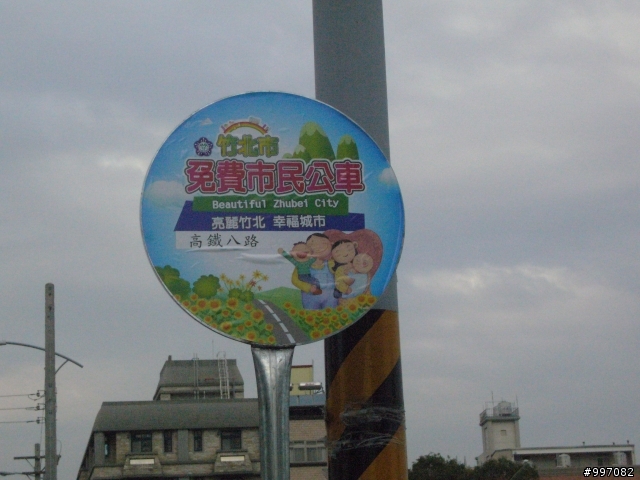 竹北市
免費市民公車
Beautiful Zhubei City
亮麗竹北 幸福城市
高鐵八路
#997082